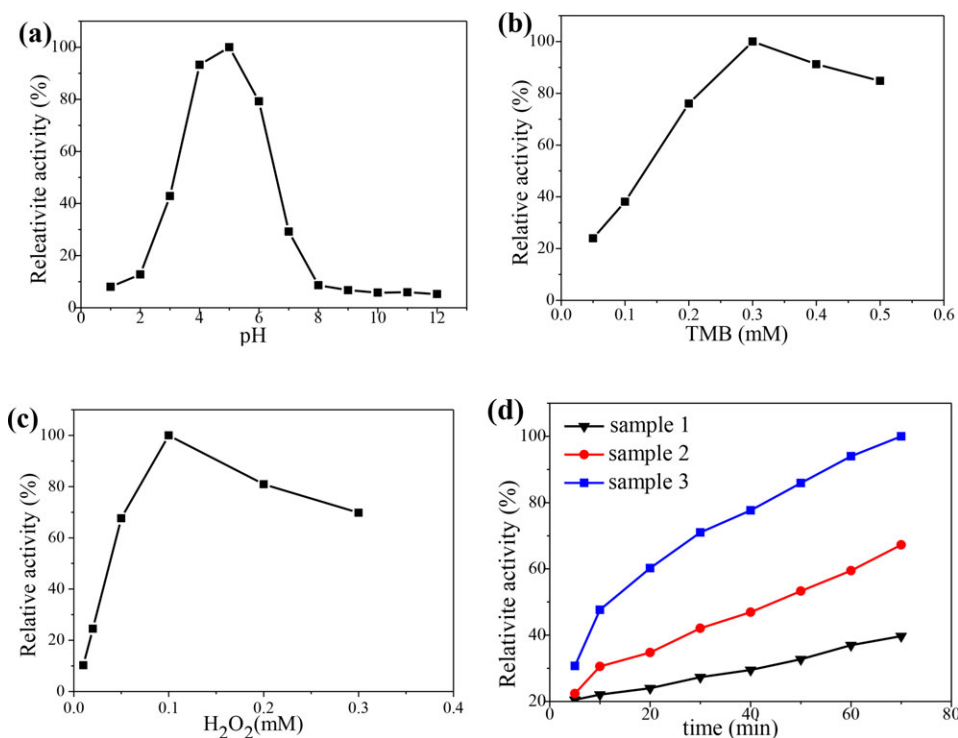 (a)
Releativite activity (%)
100
80
60
40
20
0
0 2 4 6 8 10 12
pH
(b)
Relative activity (%)
100
80
60
40
20
0
0.0 0.1 0.2 0.3 0.4 0.5 0.6
TMB (mM)
(c)
Relative activity (%)
100
80
60
40
20
0
0.0 0.1 0.2 0.3 0.4
H₂O₂(mM)
(d)
Relativite activity (%)
100
80
60
40
20
sample 1
sample 2
sample 3
0 20 40 60 80
time (min)